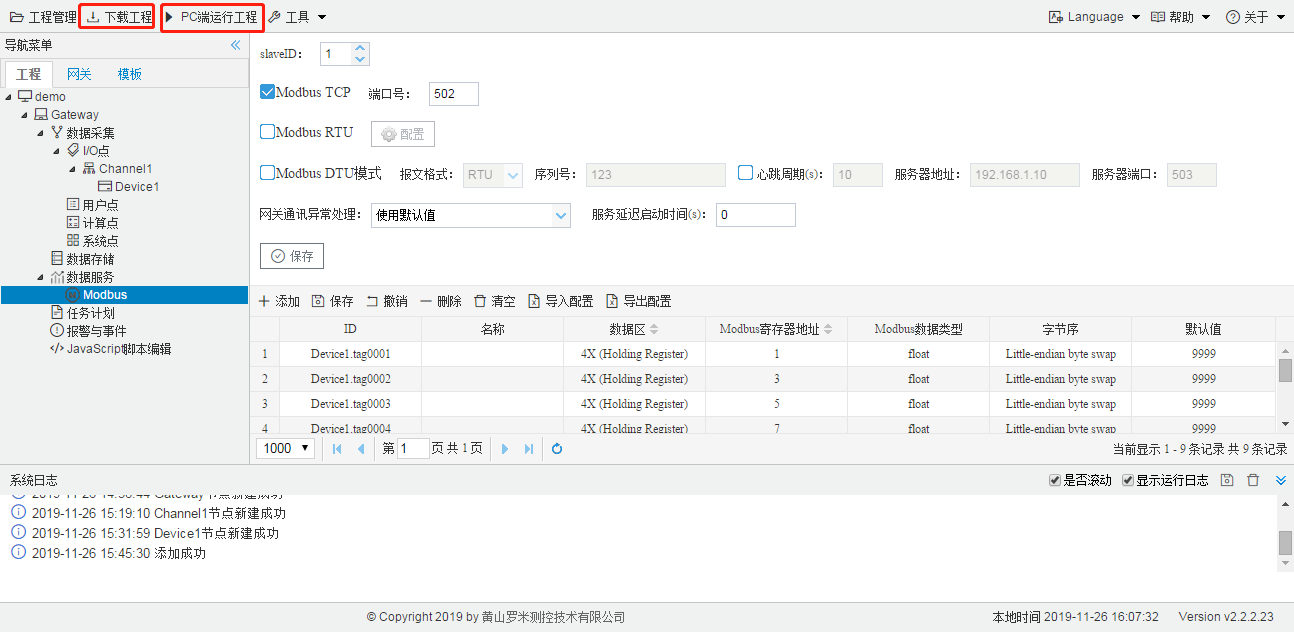 工程管理 下载工程 PC端运行工程 工具 Language 帮助 关于
导航菜单
工程 网关 模板
demo
Gateway
数据采集
I/O点
Channel1
Device1
用户点
计算点
系统点
数据存储
数据服务
Modbus
任务计划
报警与事件
JavaScript脚本编辑
slaveID： 1
Modbus TCP 端口号： 502
Modbus RTU 配置
Modbus DTU模式 报文格式： RTU 序列号： 123 心跳周期(s)： 10 服务器地址： 192.168.1.10 服务器端口： 503
网关通讯异常处理： 使用默认值 服务延迟启动时间(s)： 0
保存
添加 保存 撤销 删除 清空 导入配置 导出配置
ID 名称 数据区 Modbus寄存器地址 Modbus数据类型 字节序 默认值
1 Device1.tag0001 4X (Holding Register) 1 float Little-endian byte swap 9999
2 Device1.tag0002 4X (Holding Register) 3 float Little-endian byte swap 9999
3 Device1.tag0003 4X (Holding Register) 5 float Little-endian byte swap 9999
4 Device1.tag0004 4X (Holding Register) 7 float Little-endian byte swap 9999
1000 第 1 页 共 1 页 当前显示 1 - 9 条记录 共 9 条记录
系统日志 是否滚动 显示运行日志
Gateway节点新建成功
2019-11-26 15:19:10 Channel1节点新建成功
2019-11-26 15:31:59 Device1节点新建成功
2019-11-26 15:45:30 添加成功
© Copyright 2019 by 黄山罗米测控技术有限公司 本地时间 2019-11-26 16:07:32 Version v2.2.2.23